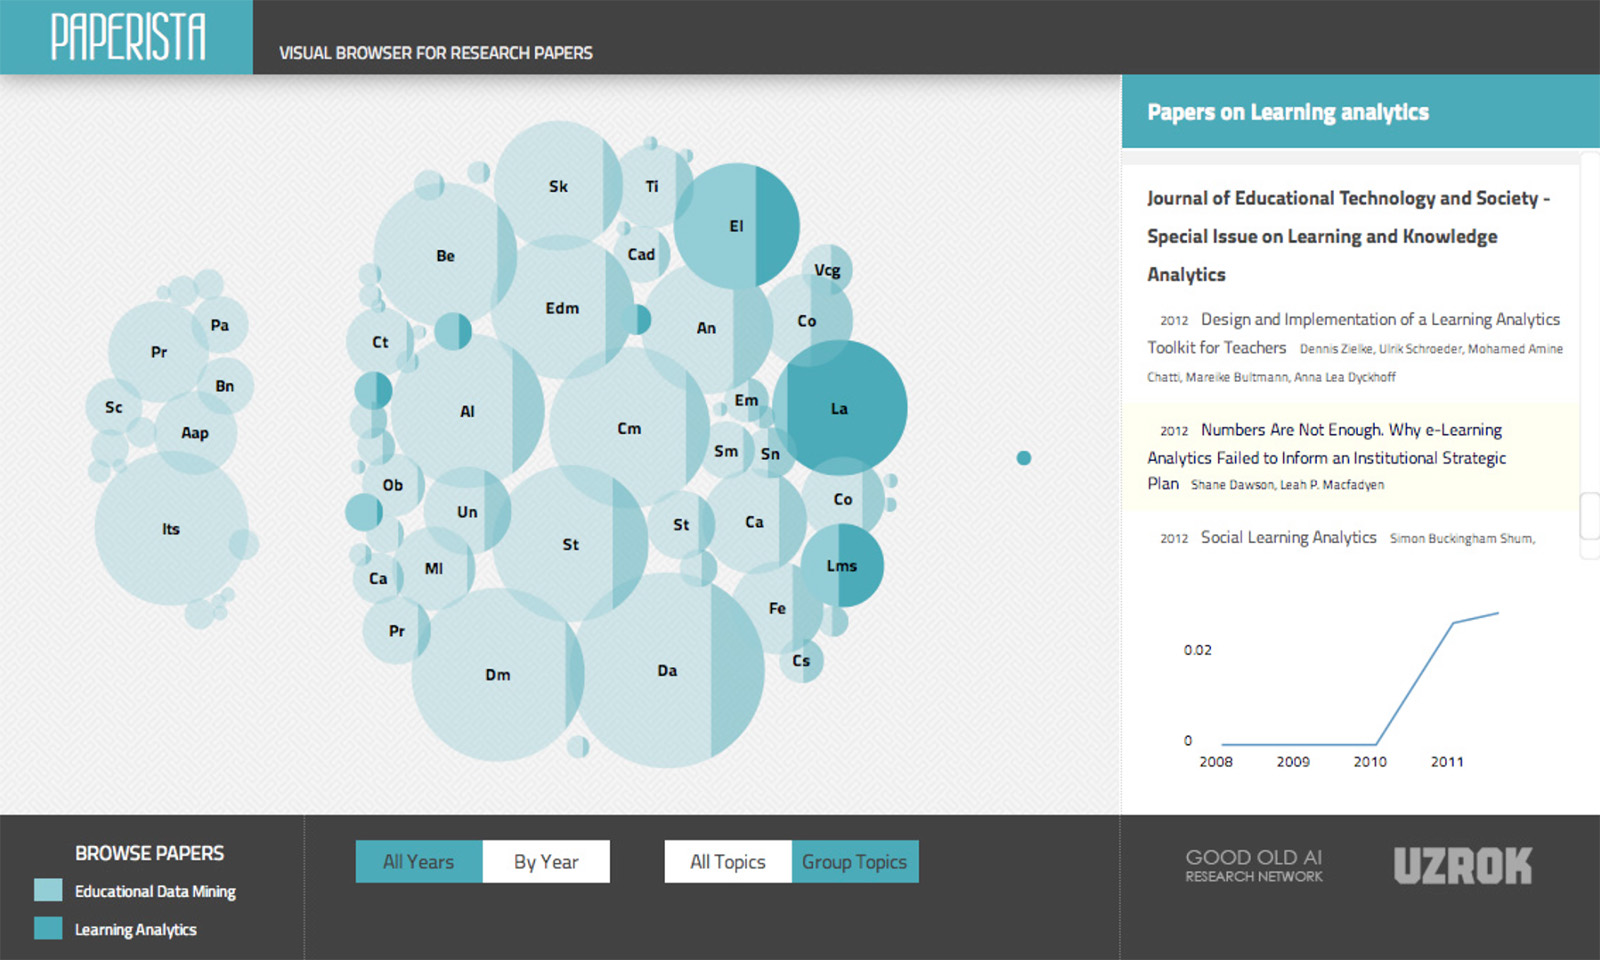 PAPERISTA
VISUAL BROWSER FOR RESEARCH PAPERS
Papers on Learning analytics
Journal of Educational Technology and Society -
Special Issue on Learning and Knowledge
Analytics
2012 Design and Implementation of a Learning Analytics
Toolkit for Teachers Dennis Zielke, Ulrik Schroeder, Mohamed Amine
Chatti, Mareike Bultmann, Anna Lea Dyckhoff
2012 Numbers Are Not Enough. Why e-Learning
Analytics Failed to Inform an Institutional Strategic
Plan Shane Dawson, Leah P. Macfadyen
2012 Social Learning Analytics Simon Buckingham Shum,
0.02
0
2008 2009 2010 2011
Sk
Ti
El
Be
Cad
Vcg
Edm
Co
An
Pa
Ct
Pr
Bn
Em
Sc
La
Al
Cm
Aap
Sm
Sn
Ob
Co
Un
Ca
St
Its
St
Lms
Ml
Ca
Fe
Pr
Cs
Da
Dm
BROWSE PAPERS
Educational Data Mining
Learning Analytics
All Years
By Year
All Topics
Group Topics
GOOD OLD AI
RESEARCH NETWORK
UZROK